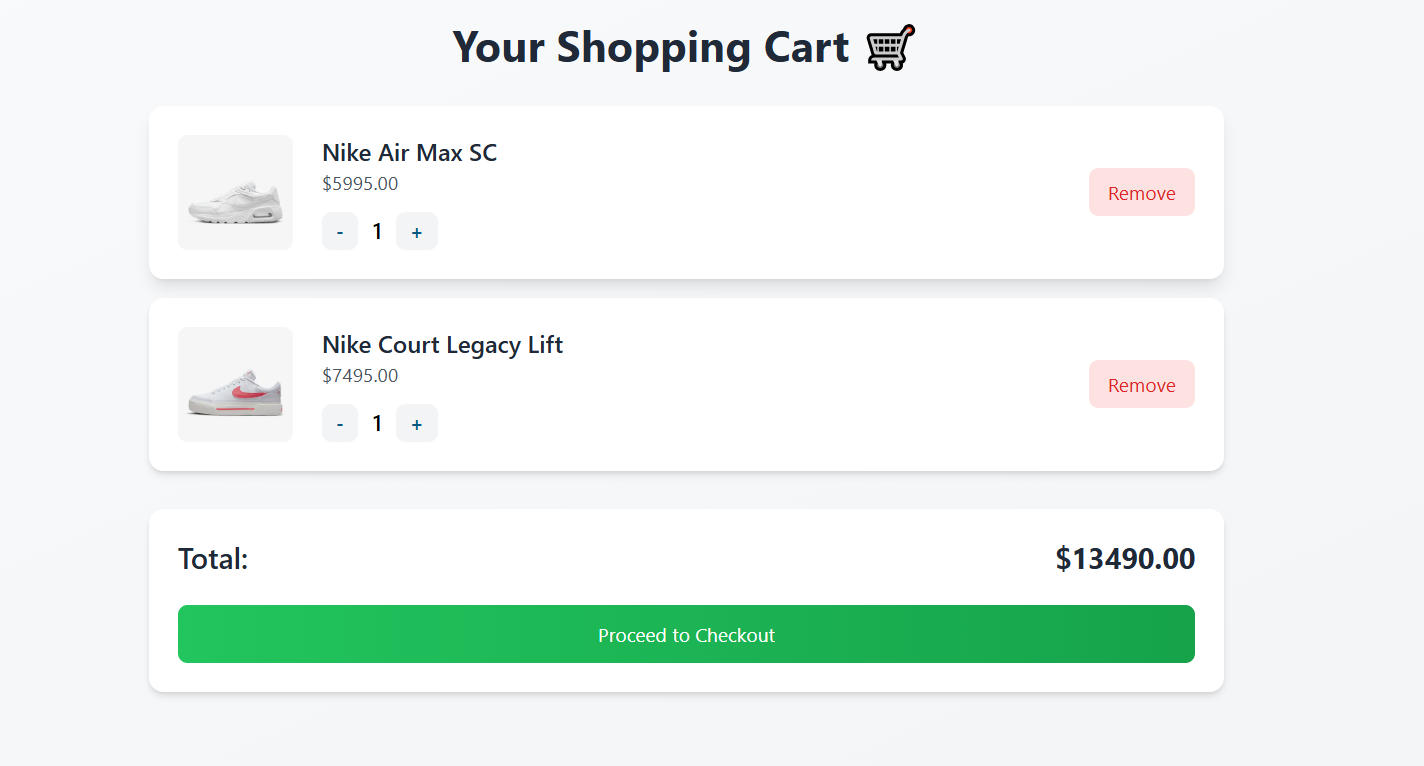 Your Shopping Cart 🛒
Nike Air Max SC
$5995.00
- 1 +
Remove
Nike Court Legacy Lift
$7495.00
- 1 +
Remove
Total: $13490.00
Proceed to Checkout